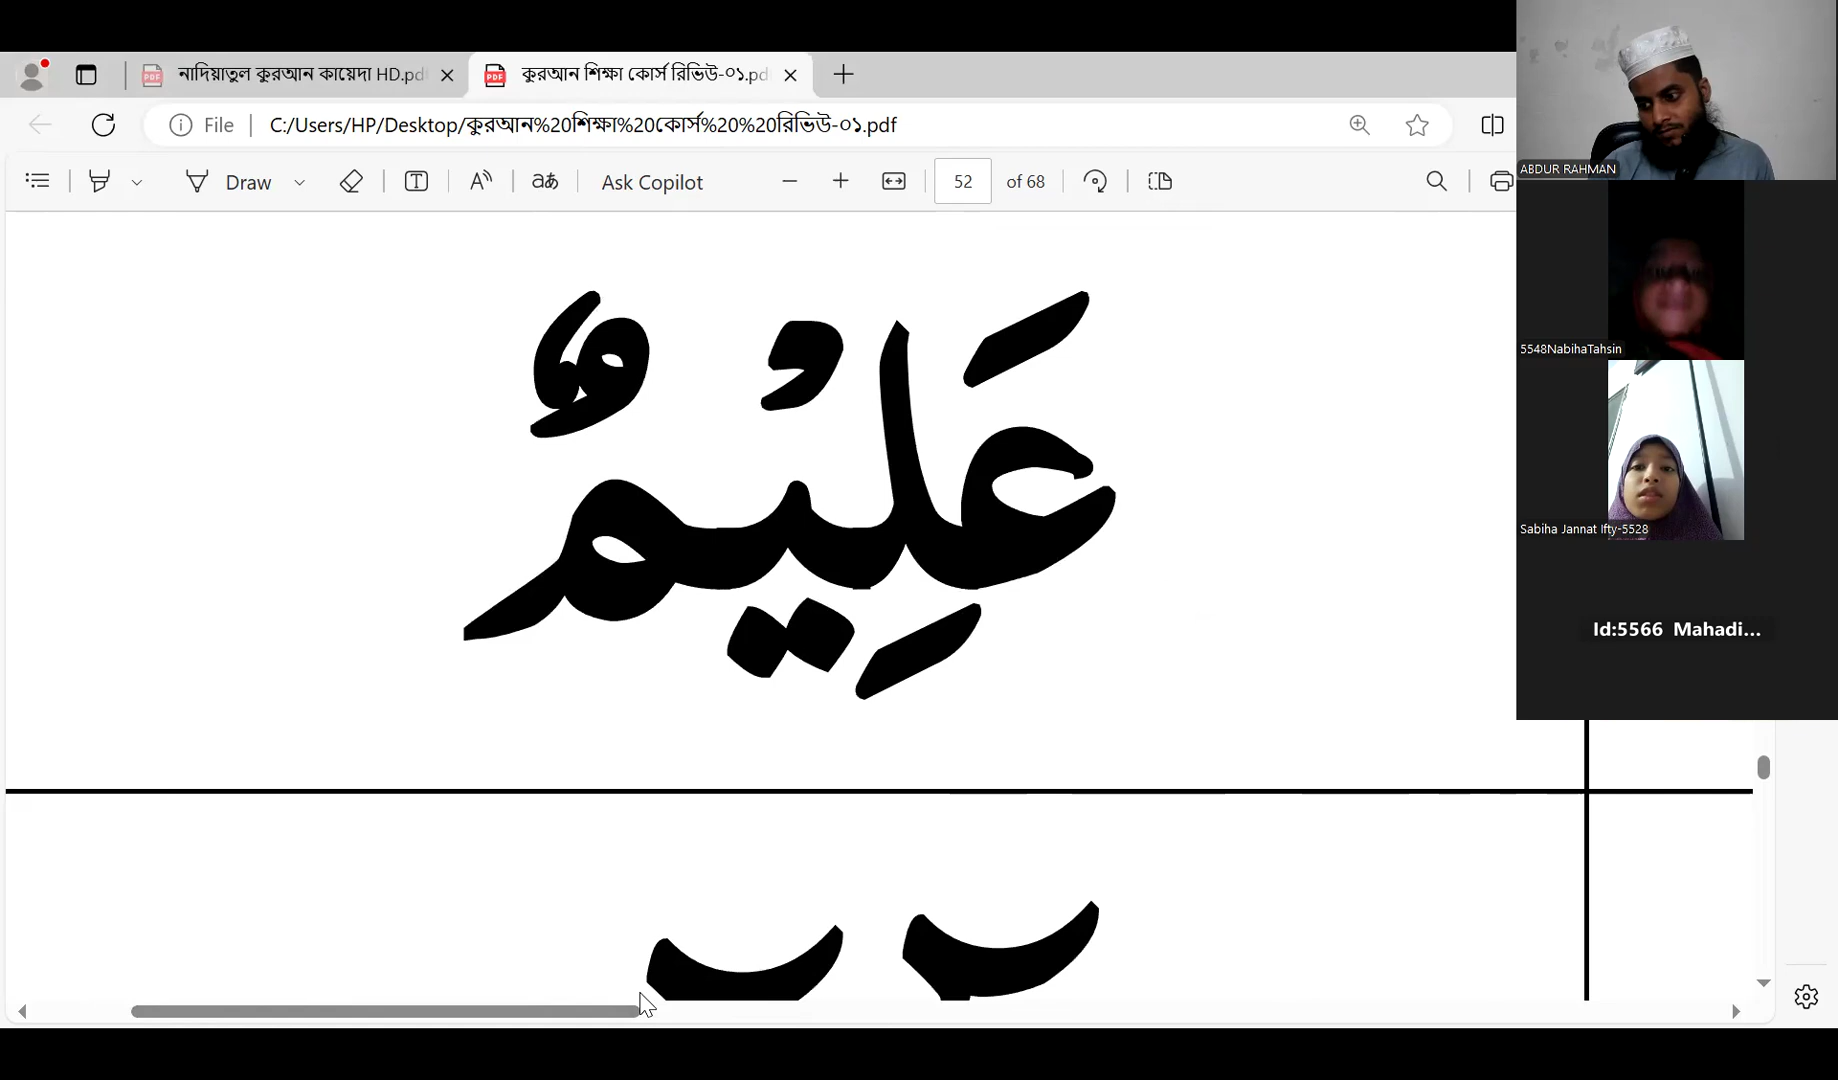 নাদিয়াতুল কুরআন কায়েদা HD.pdf
কুরআন শিক্ষা কোর্স রিভিউ-০১.pd
File C:/Users/HP/Desktop/কুরআন%20শিক্ষা%20কোর্স%20%20রিভিউ-০১.pdf
Draw Ask Copilot 52 of 68
عَلِيْمٌ
ABDUR RAHMAN
5548NabihaTahsin
Sabiha Jannat Ifty-5528
Id:5566 Mahadi...